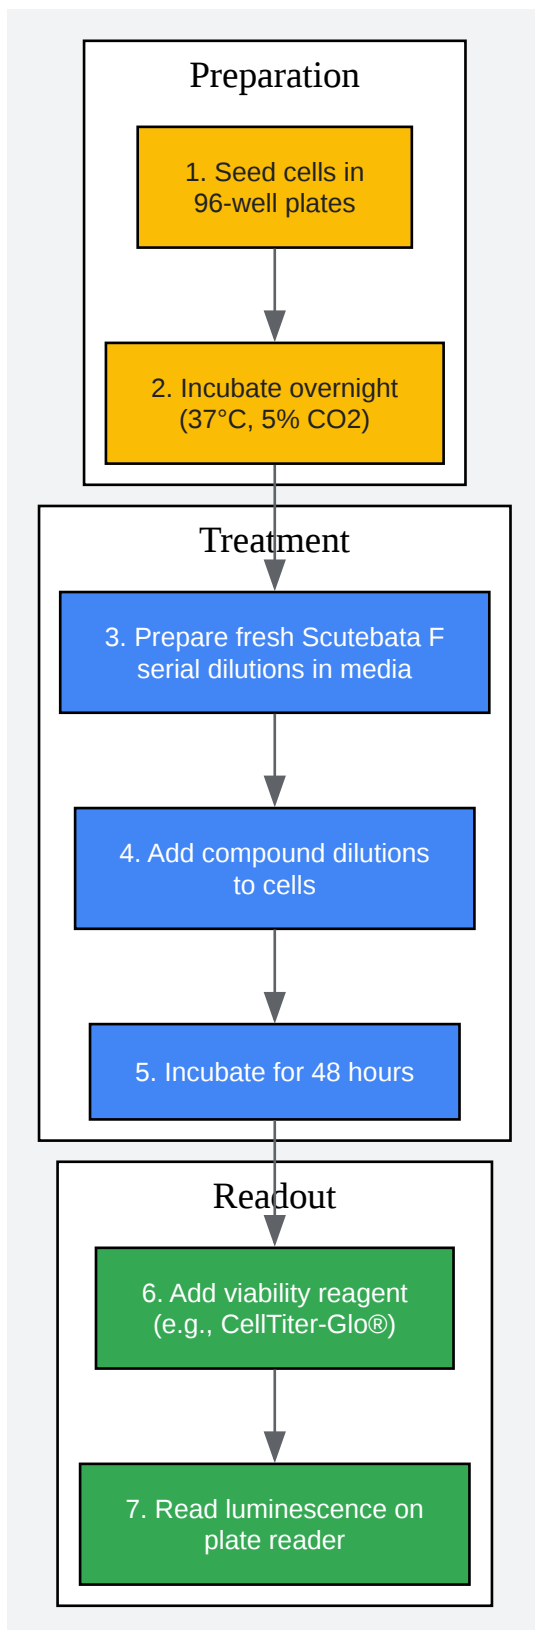 Preparation
1. Seed cells in
96-well plates
2. Incubate overnight
(37°C, 5% CO2)
Treatment
3. Prepare fresh Scutebata F
serial dilutions in media
4. Add compound dilutions
to cells
5. Incubate for 48 hours
Readout
6. Add viability reagent
(e.g., CellTiter-Glo®)
7. Read luminescence on
plate reader